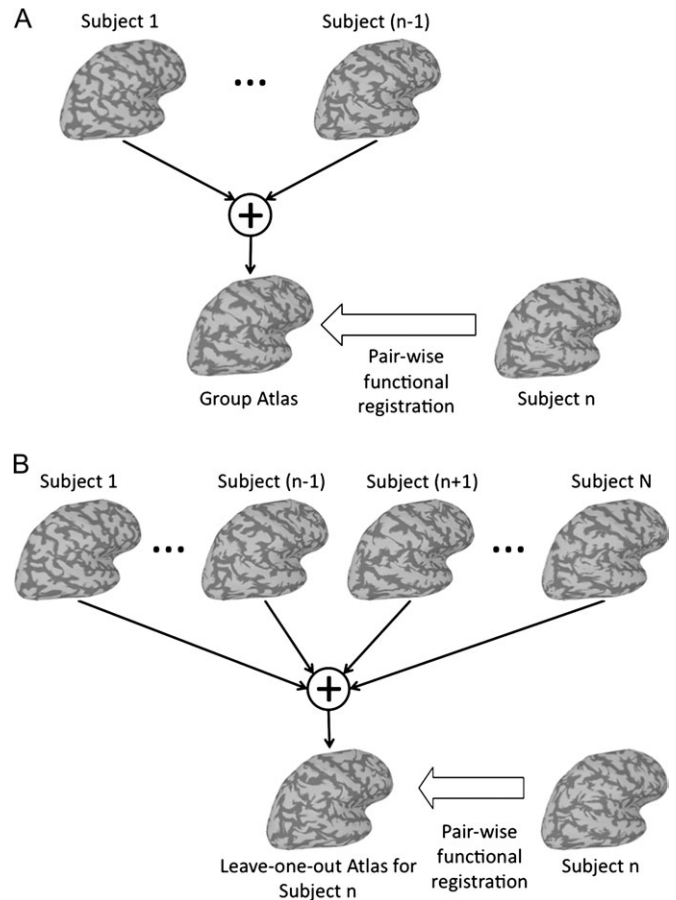 A
Subject 1
Subject (n-1)
...
+
Group Atlas
Pair-wise
functional
registration
Subject n
B
Subject 1
Subject (n-1)
Subject (n+1)
Subject N
...
...
+
Leave-one-out Atlas for
Subject n
Pair-wise
functional
registration
Subject n